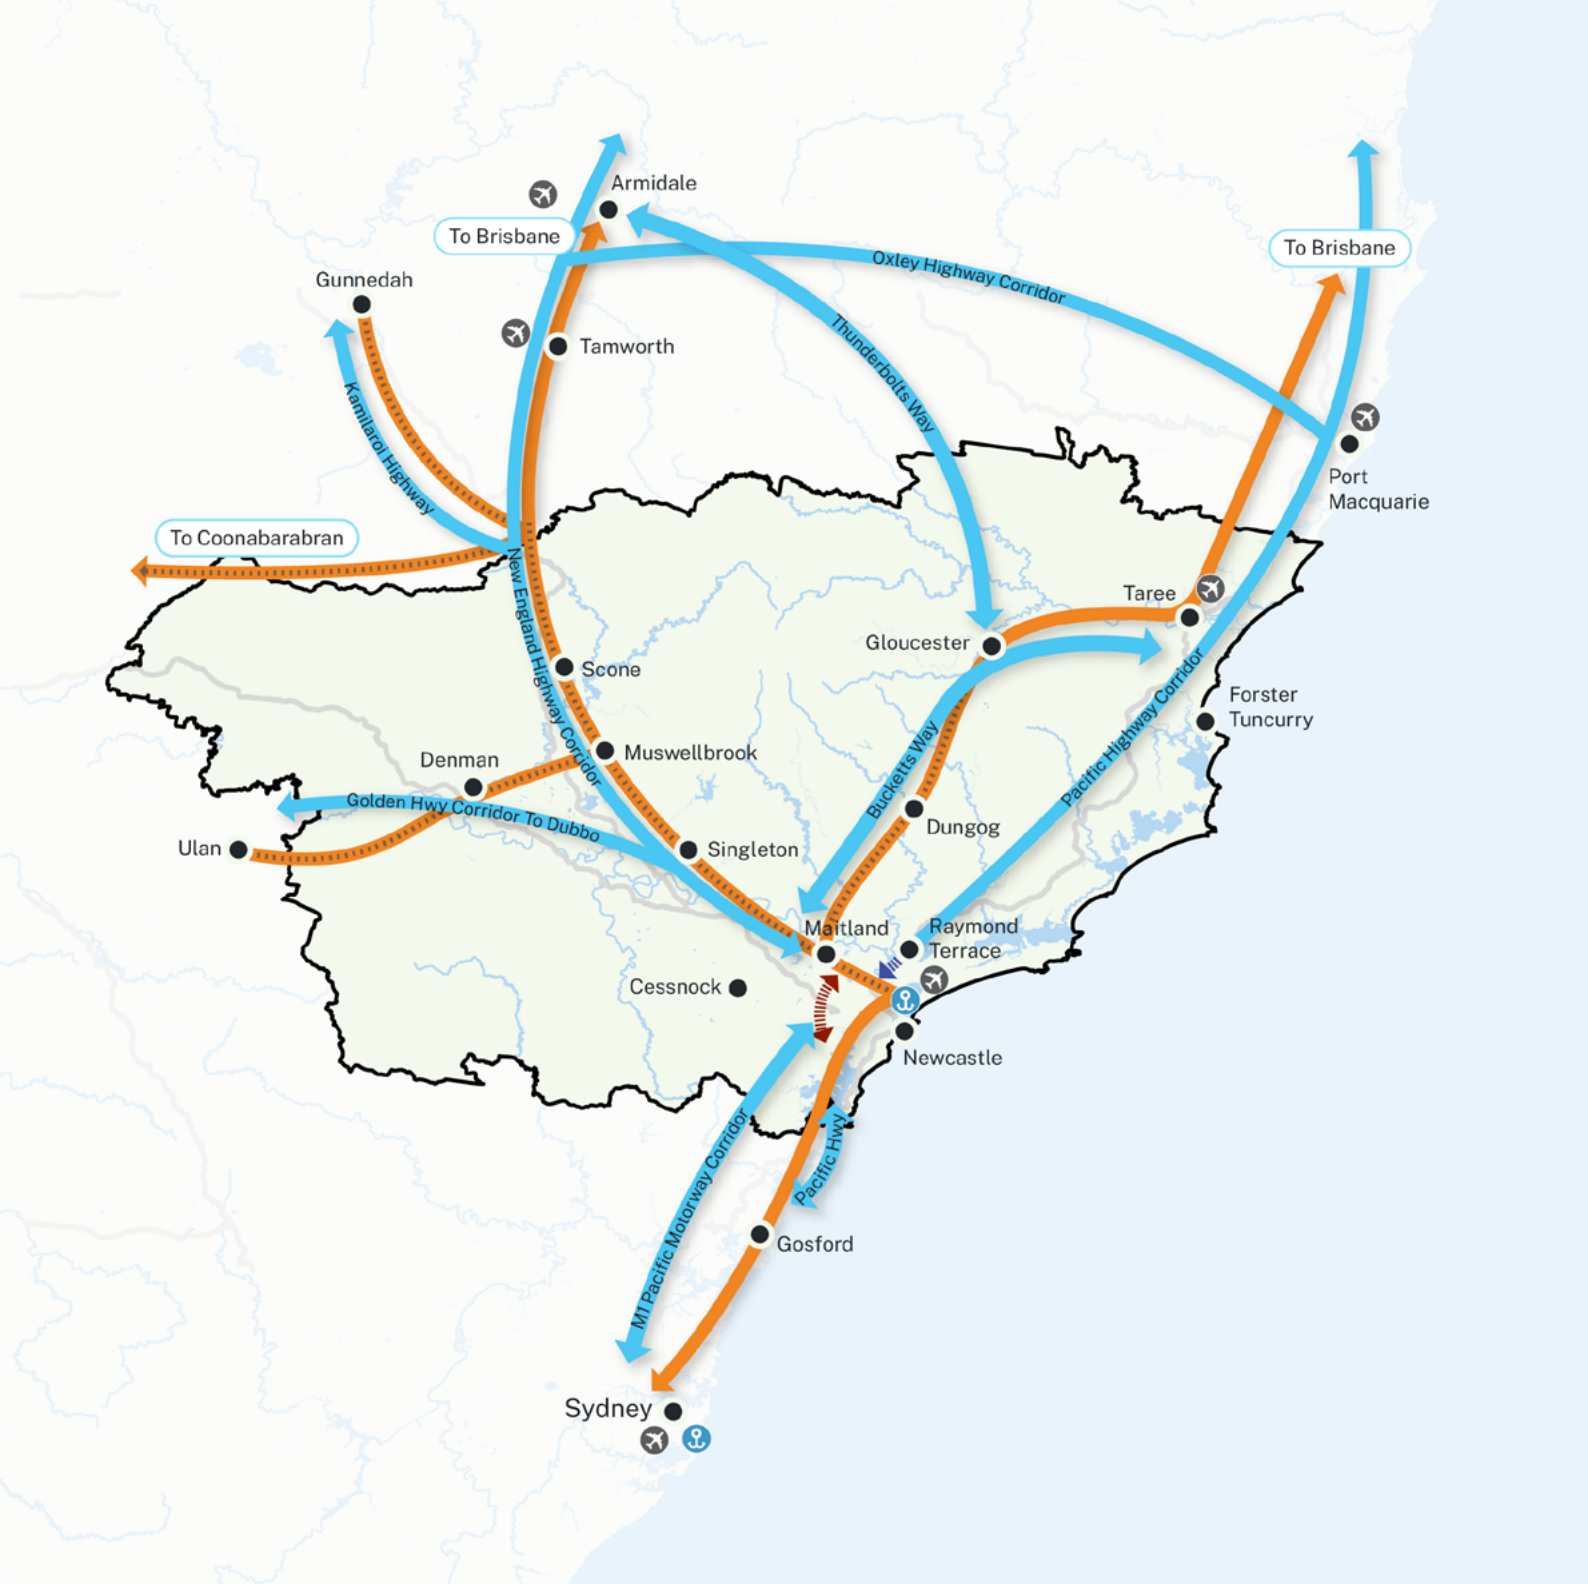 Armidale
To Brisbane
To Brisbane
Oxley Highway Corridor
Gunnedah
Thunderbolts Way
Tamworth
Kamilaroi Highway
Port
Macquarie
To Coonabarabran
New England Highway Corridor
Taree
Gloucester
Scone
Forster
Tuncurry
Pacific Highway Corridor
Muswellbrook
Denman
Bucketts Way
Golden Hwy Corridor To Dubbo
Dungog
Ulan
Singleton
Maitland
Raymond
Terrace
Cessnock
Newcastle
M1 Pacific Motorway Corridor
Pacific Hwy
Gosford
Sydney